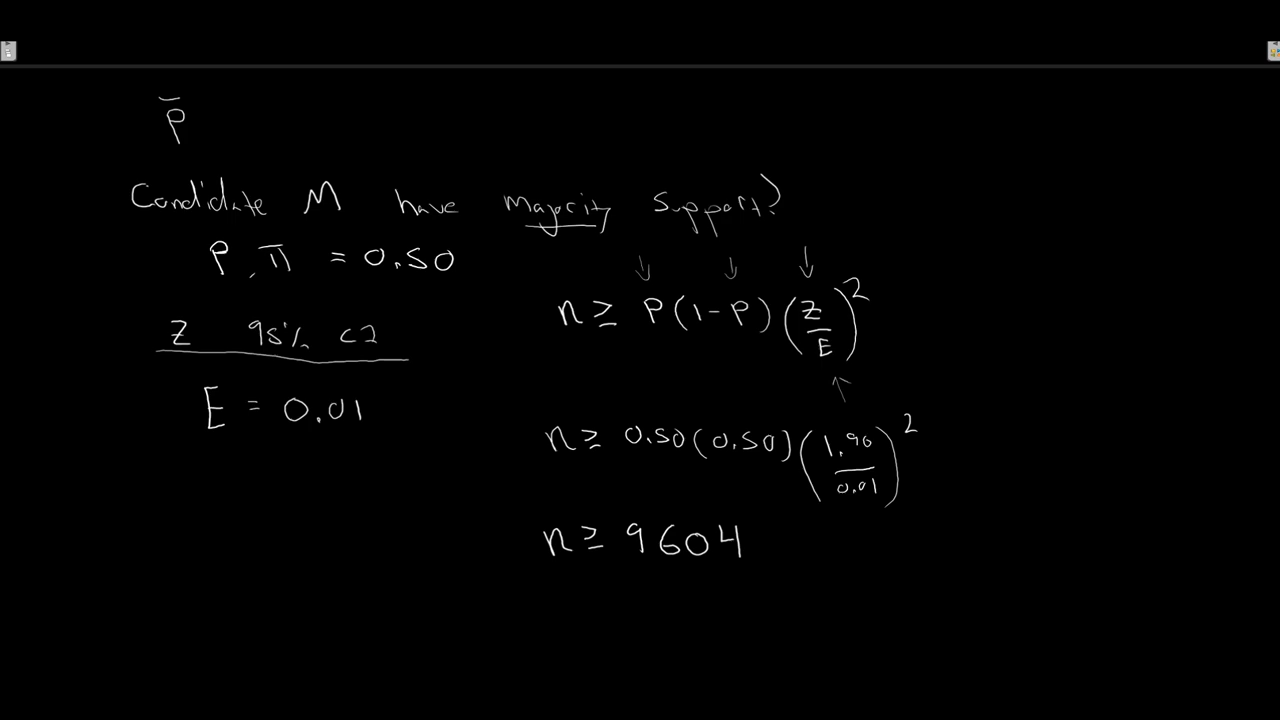 p̄
Candidate M have majority support?
P, π = 0.50
n ≥ P(1-P)(Z/E)²
Z 95% CI
E = 0.01
n ≥ 0.50(0.50)(1.96/0.01)²
n ≥ 9604